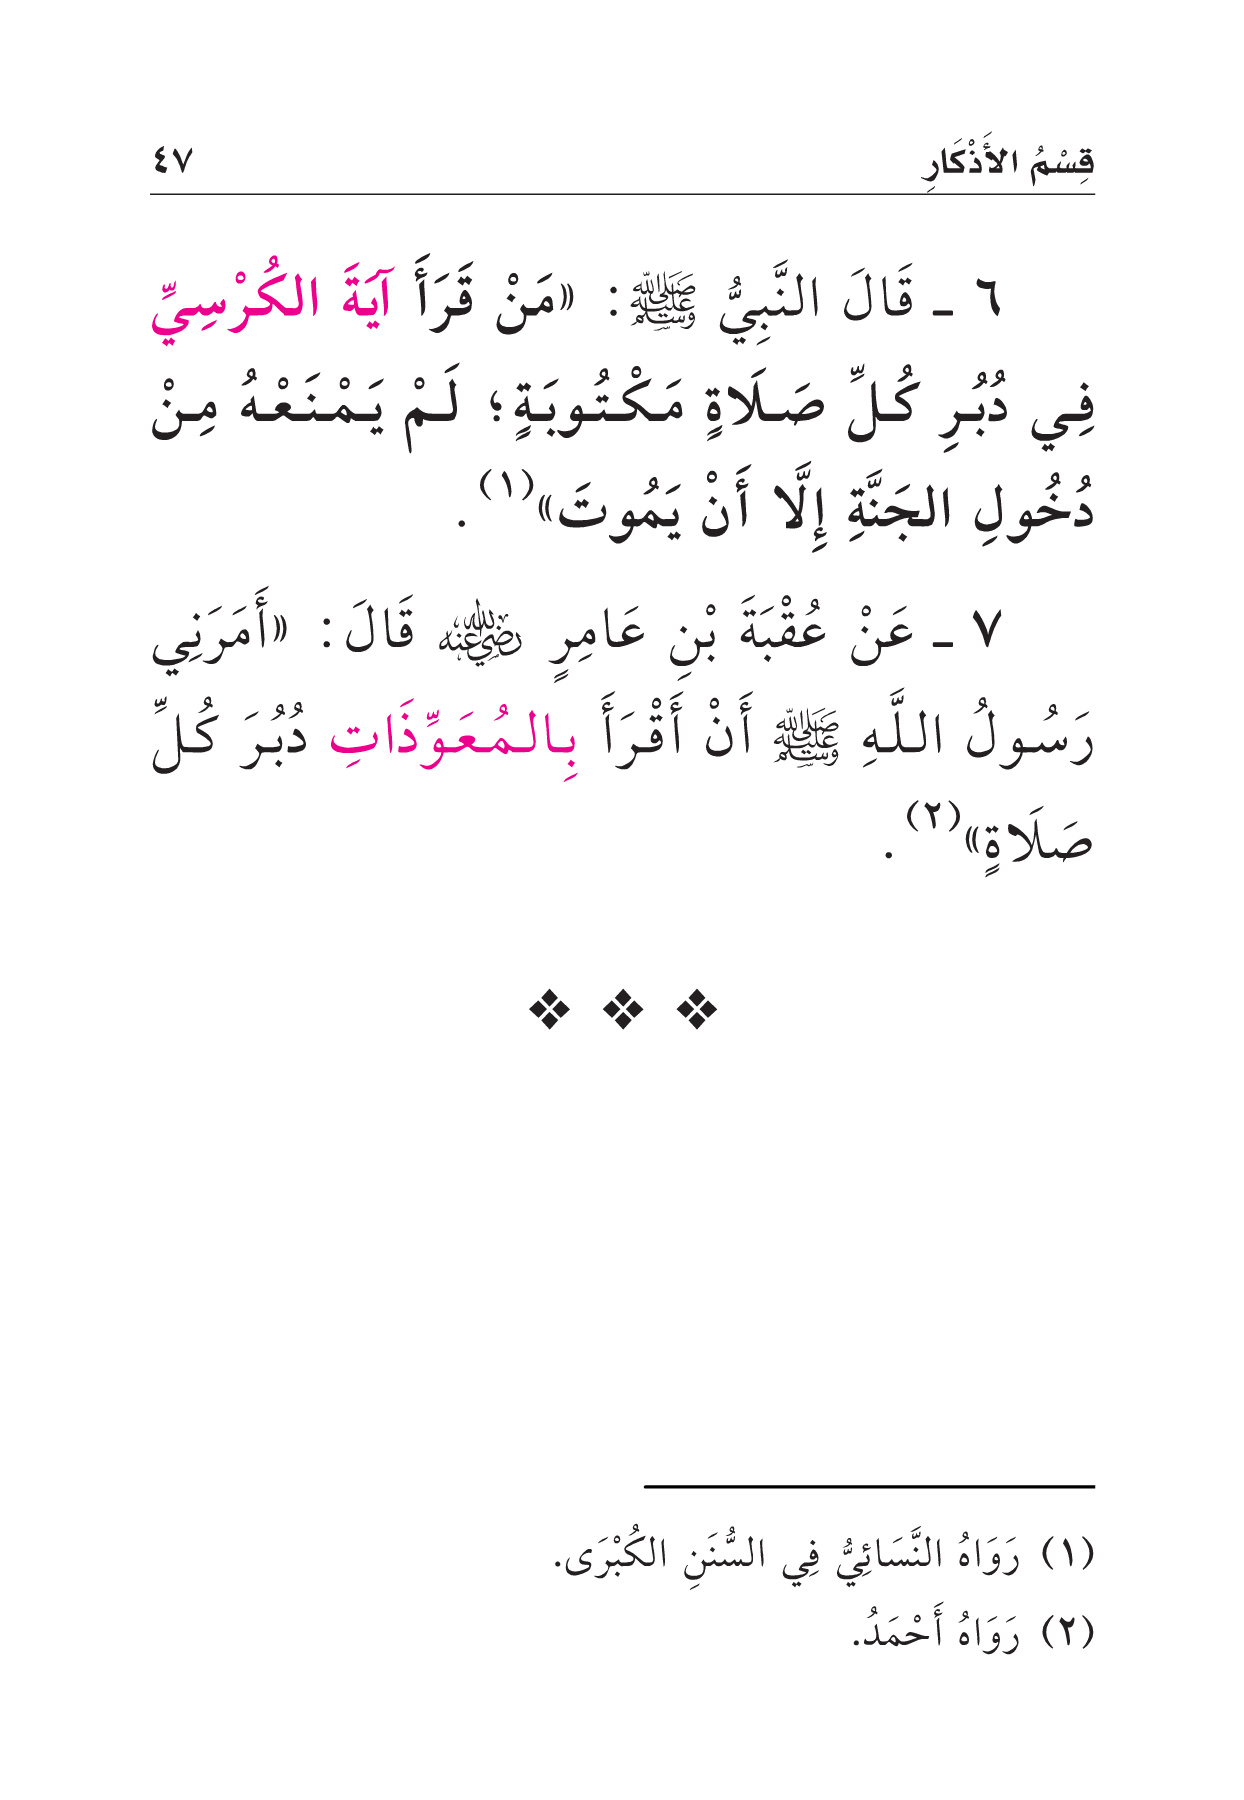 قِسْمُ الأَذْكَارِ ٤٧
٦ ـ قَالَ النَّبِيُّ ﷺ: «مَنْ قَرَأَ آيَةَ الكُرْسِيِّ
فِي دُبُرِ كُلِّ صَلَاةٍ مَكْتُوبَةٍ؛ لَمْ يَمْنَعْهُ مِنْ
دُخُولِ الجَنَّةِ إِلَّا أَنْ يَمُوتَ»(١).
٧ ـ عَنْ عُقْبَةَ بْنِ عَامِرٍ رَضِيَ اللَّهُ عَنْهُ قَالَ: «أَمَرَنِي
رَسُولُ اللَّهِ ﷺ أَنْ أَقْرَأَ بِالمُعَوِّذَاتِ دُبُرَ كُلِّ
صَلَاةٍ»(٢).
(١) رَوَاهُ النَّسَائِيُّ فِي السُّنَنِ الكُبْرَى.
(٢) رَوَاهُ أَحْمَدُ.